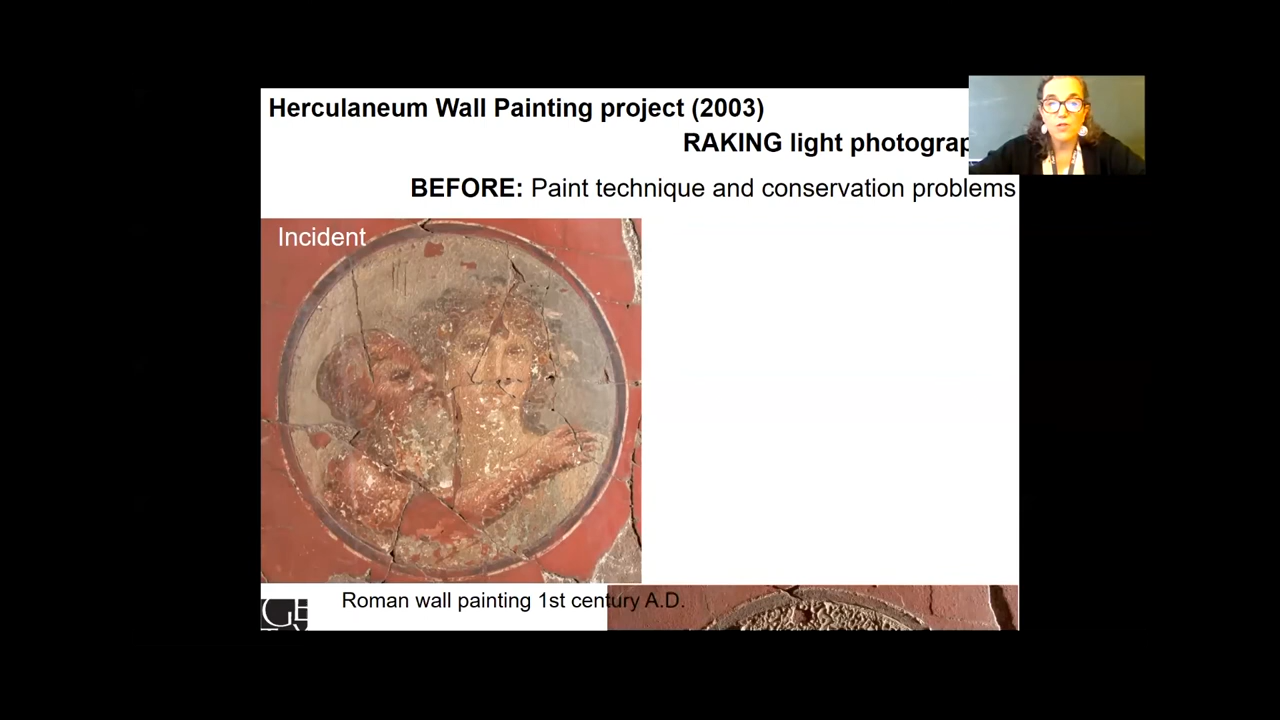 Herculaneum Wall Painting project (2003)
RAKING light
BEFORE: Paint technique and conservation problems
Incident
Roman wall painting 1st century A.D.